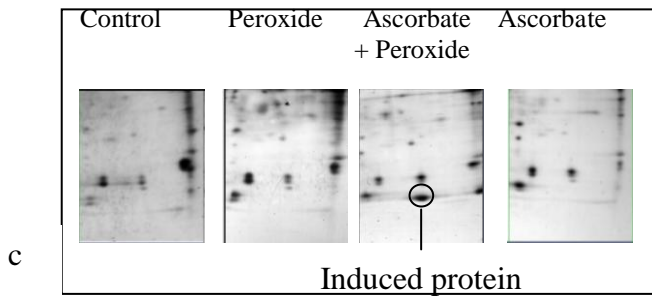 Control Peroxide Ascorbate Ascorbate
+ Peroxide
c
Induced protein